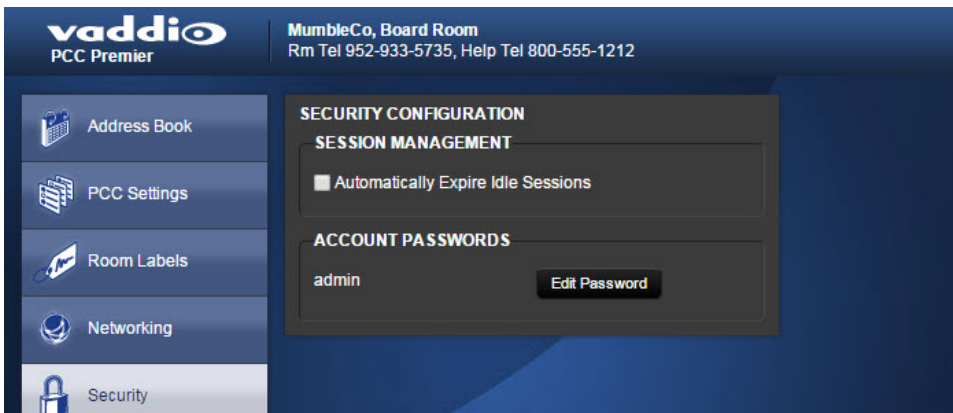 vaddio
PCC Premier
MumbleCo, Board Room
Rm Tel 952-933-5735, Help Tel 800-555-1212
Address Book
PCC Settings
Room Labels
Networking
Security
SECURITY CONFIGURATION
SESSION MANAGEMENT
Automatically Expire Idle Sessions
ACCOUNT PASSWORDS
admin
Edit Password